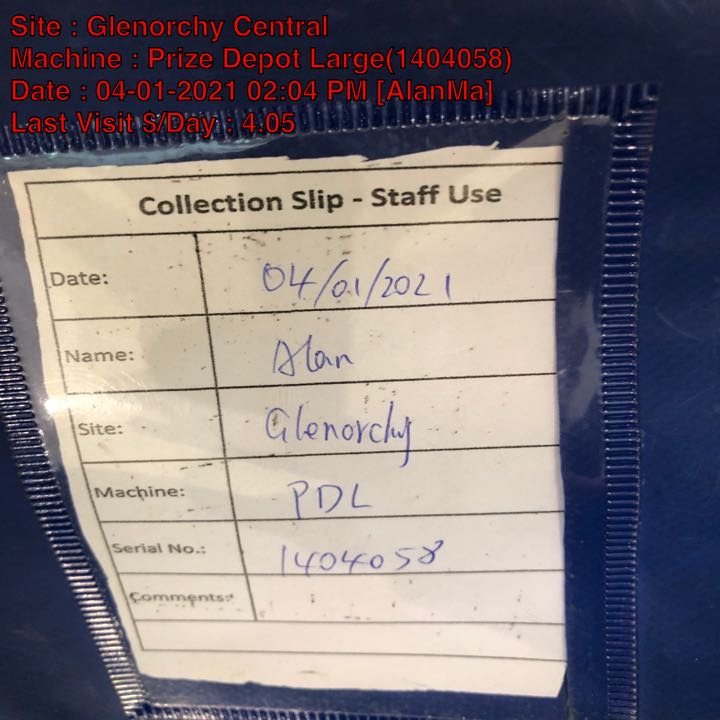 Site : Glenorchy Central
Machine : Prize Depot Large(1404058)
Date : 04-01-2021 02:04 PM [AlanMa]
Last Visit $/Day : 4.05
Collection Slip - Staff Use
Date: 04/01/2021
Name: Alan
Site: Glenorchy
Machine: PDL
Serial No.: 1404058
Comments: